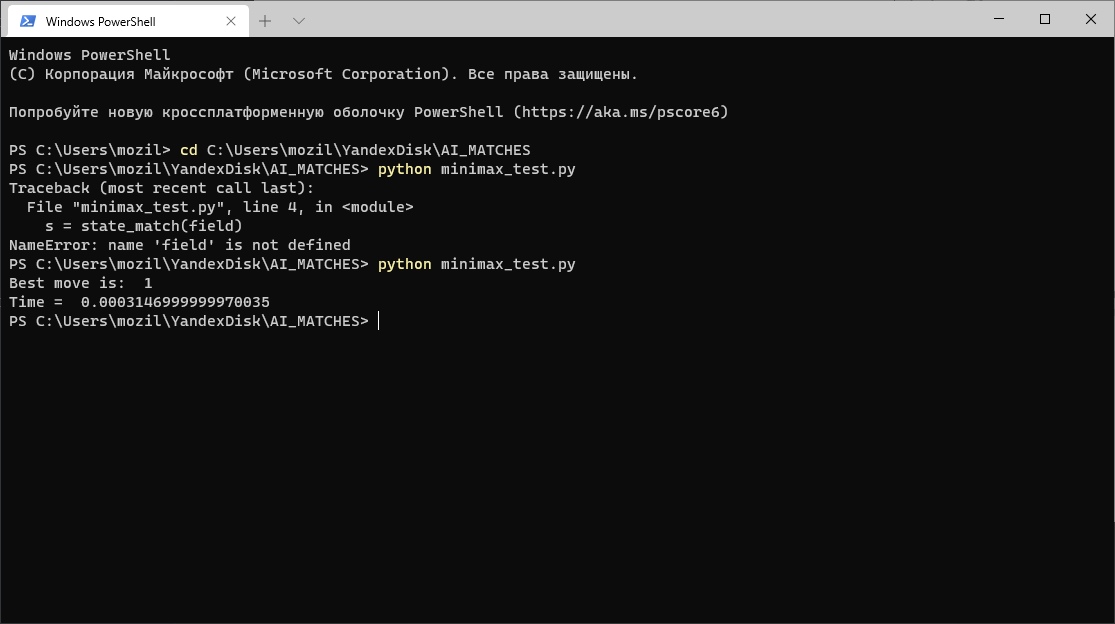 Windows PowerShell
Windows PowerShell
(C) Корпорация Майкрософт (Microsoft Corporation). Все права защищены.
Попробуйте новую кроссплатформенную оболочку PowerShell (https://aka.ms/pscore6)
PS C:\Users\mozil> cd C:\Users\mozil\YandexDisk\AI_MATCHES
PS C:\Users\mozil\YandexDisk\AI_MATCHES> python minimax_test.py
Traceback (most recent call last):
  File "minimax_test.py", line 4, in <module>
    s = state_match(field)
NameError: name 'field' is not defined
PS C:\Users\mozil\YandexDisk\AI_MATCHES> python minimax_test.py
Best move is:  1
Time =  0.0003146999999970035
PS C:\Users\mozil\YandexDisk\AI_MATCHES>